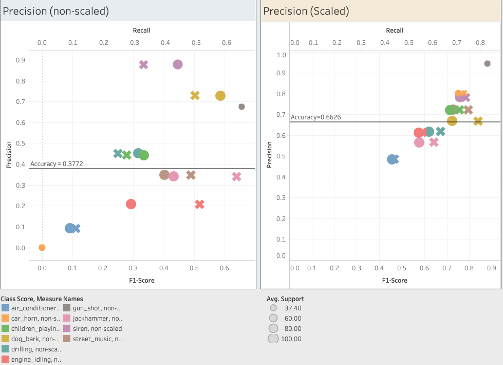 Precision (non-scaled)
Recall
0.0 0.1 0.2 0.3 0.4 0.5 0.6
0.9
0.8
0.7
0.6
0.5
Precision
0.4
Accuracy = 0.3772
0.3
0.2
0.1
0.0
0.0 0.1 0.2 0.3 0.4 0.5 0.6
F1-Score
Precision (Scaled)
Recall
0.0 0.1 0.2 0.3 0.4 0.5 0.6 0.7 0.8
1.0
0.9
0.8
0.7
Accuracy=0.6626
0.6
Precision
0.5
0.4
0.3
0.2
0.1
0.0
0.0 0.1 0.2 0.3 0.4 0.5 0.6 0.7 0.8 0.9
F1-Score
Class Score, Measure Names
air_conditioner...
car_horn, non-s..
children_playin..
dog_bark, non-..
drilling, non-sca..
engine_idling, n..
gun_shot, non-..
jackhammer, no..
siren, non-scaled
street_music, n..
Avg. Support
37.40
60.00
80.00
100.00